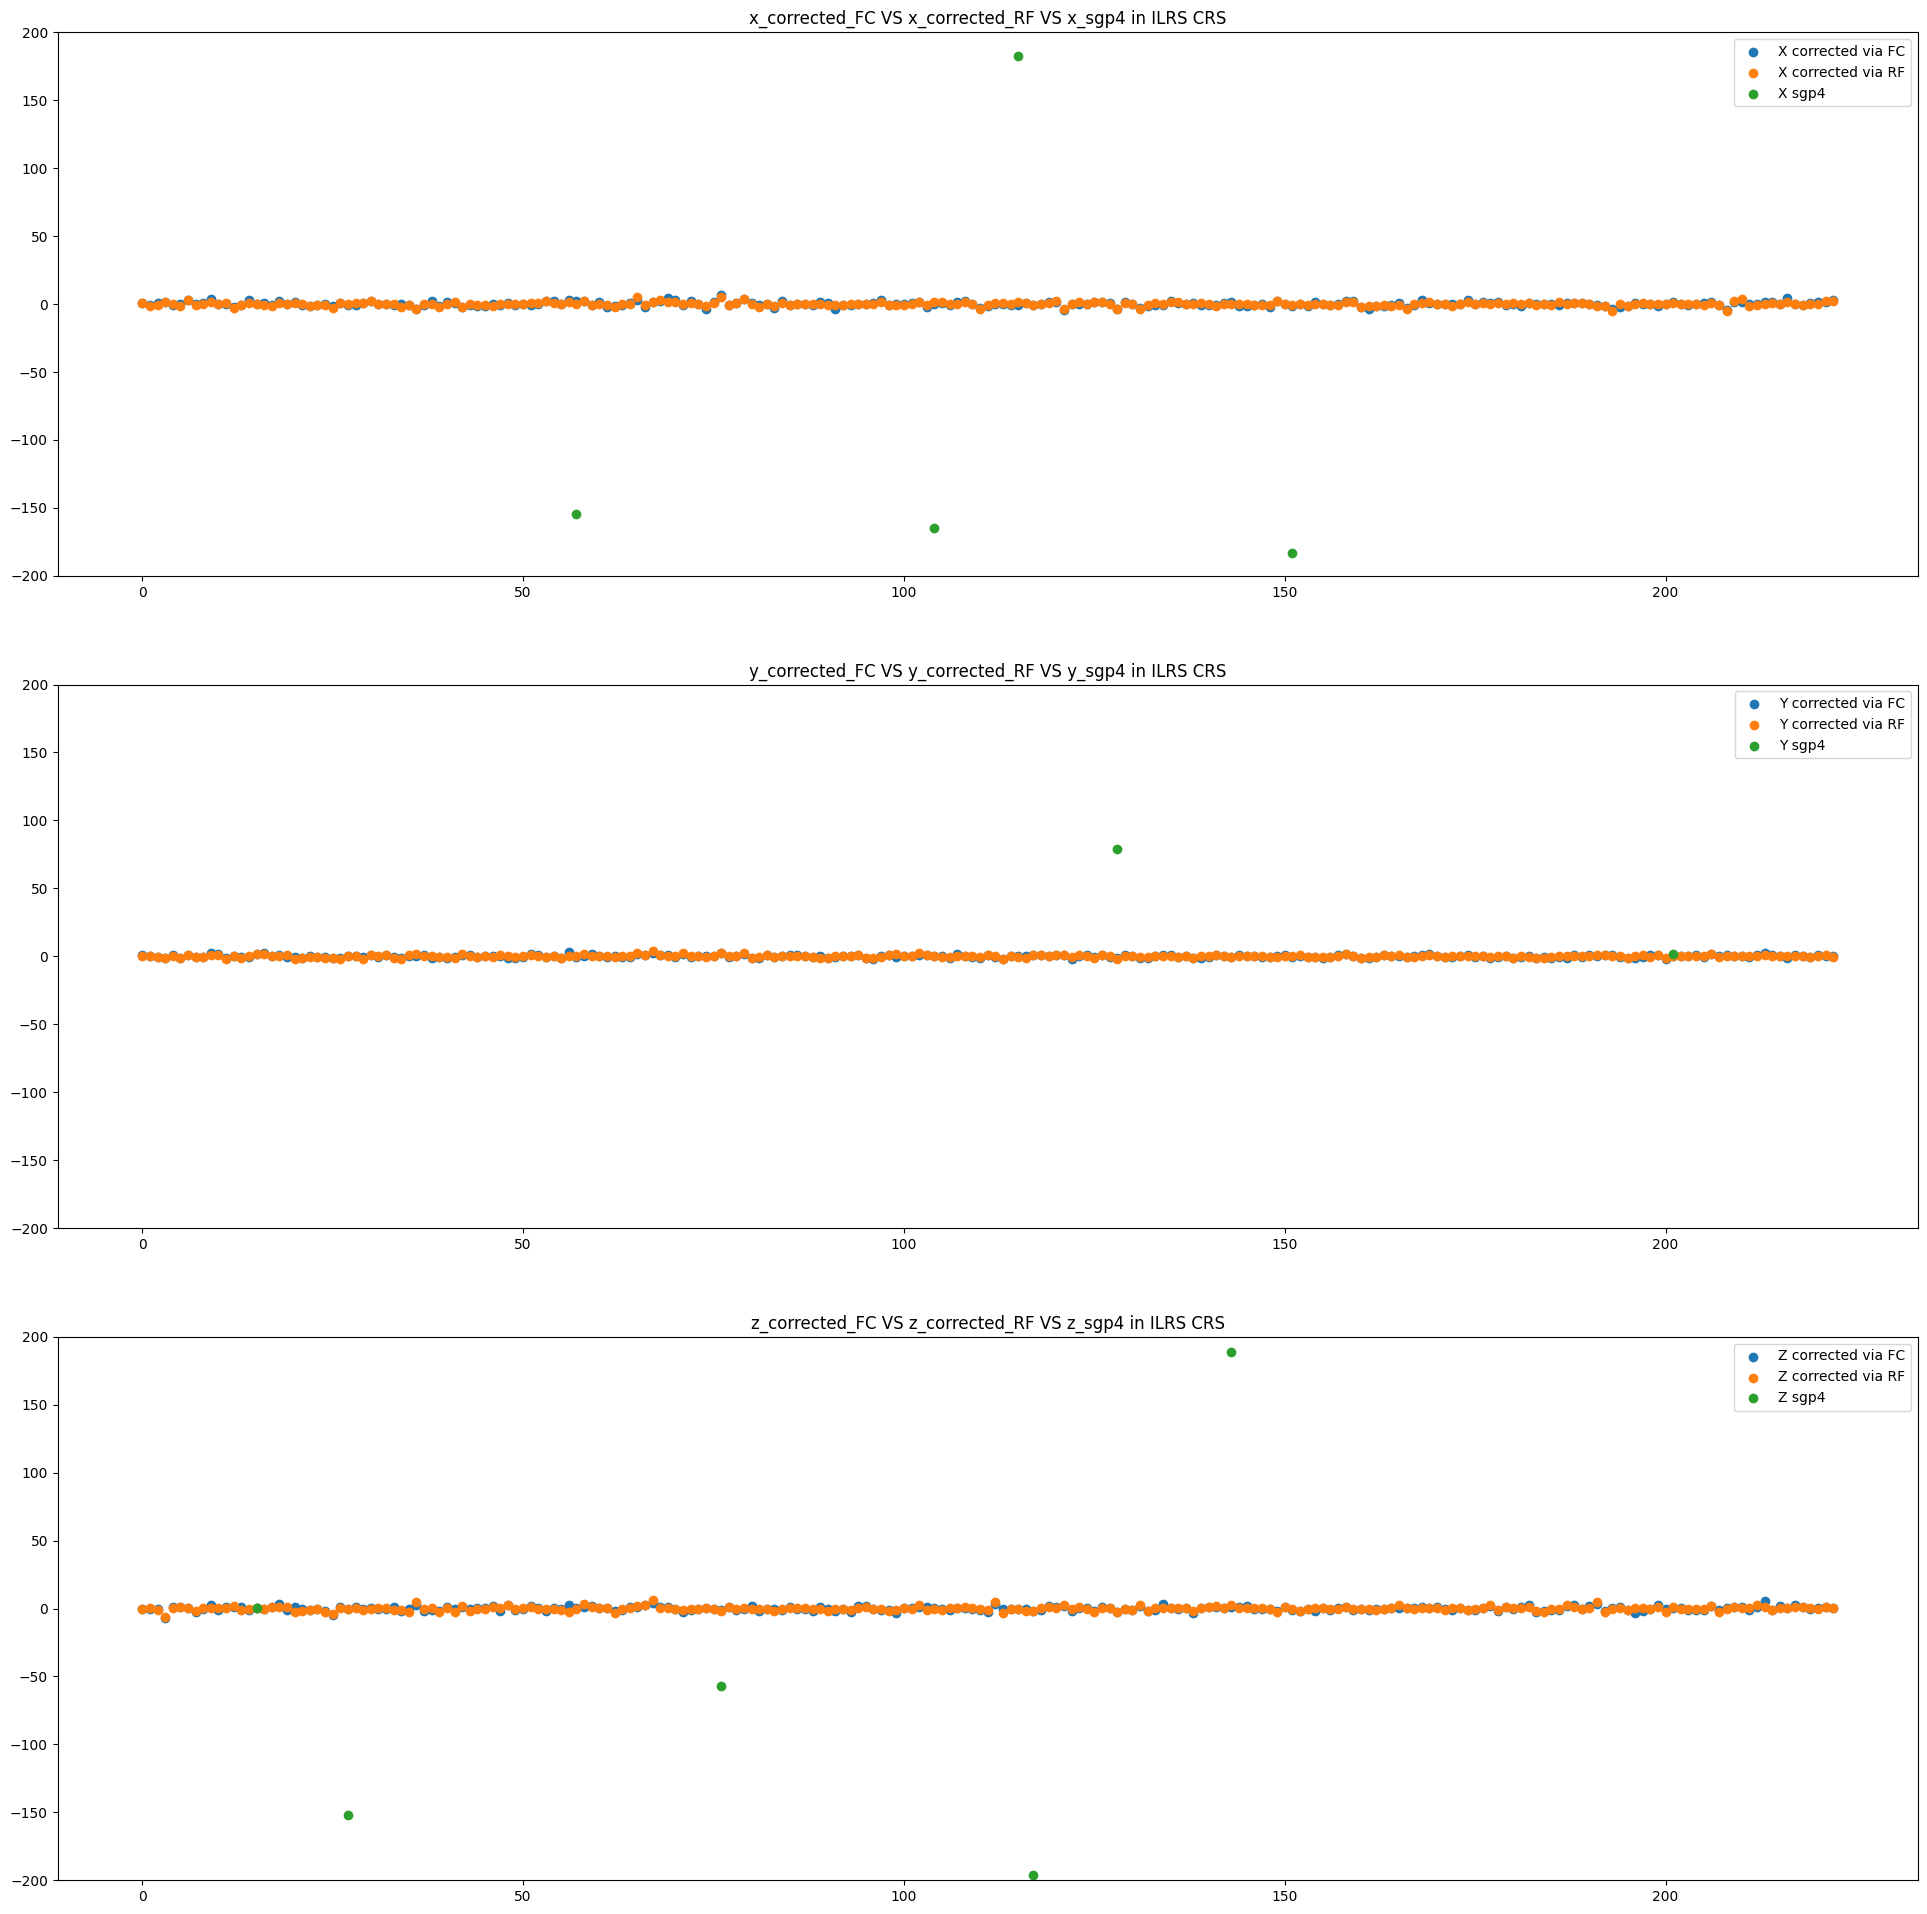 x_corrected_FC VS x_corrected_RF VS x_sgp4 in ILRS CRS
200
150
100
50
0
−50
−100
−150
−200
X corrected via FC
X corrected via RF
X sgp4
0 50 100 150 200
y_corrected_FC VS y_corrected_RF VS y_sgp4 in ILRS CRS
200
150
100
50
0
−50
−100
−150
−200
Y corrected via FC
Y corrected via RF
Y sgp4
0 50 100 150 200
z_corrected_FC VS z_corrected_RF VS z_sgp4 in ILRS CRS
200
150
100
50
0
−50
−100
−150
−200
Z corrected via FC
Z corrected via RF
Z sgp4
0 50 100 150 200